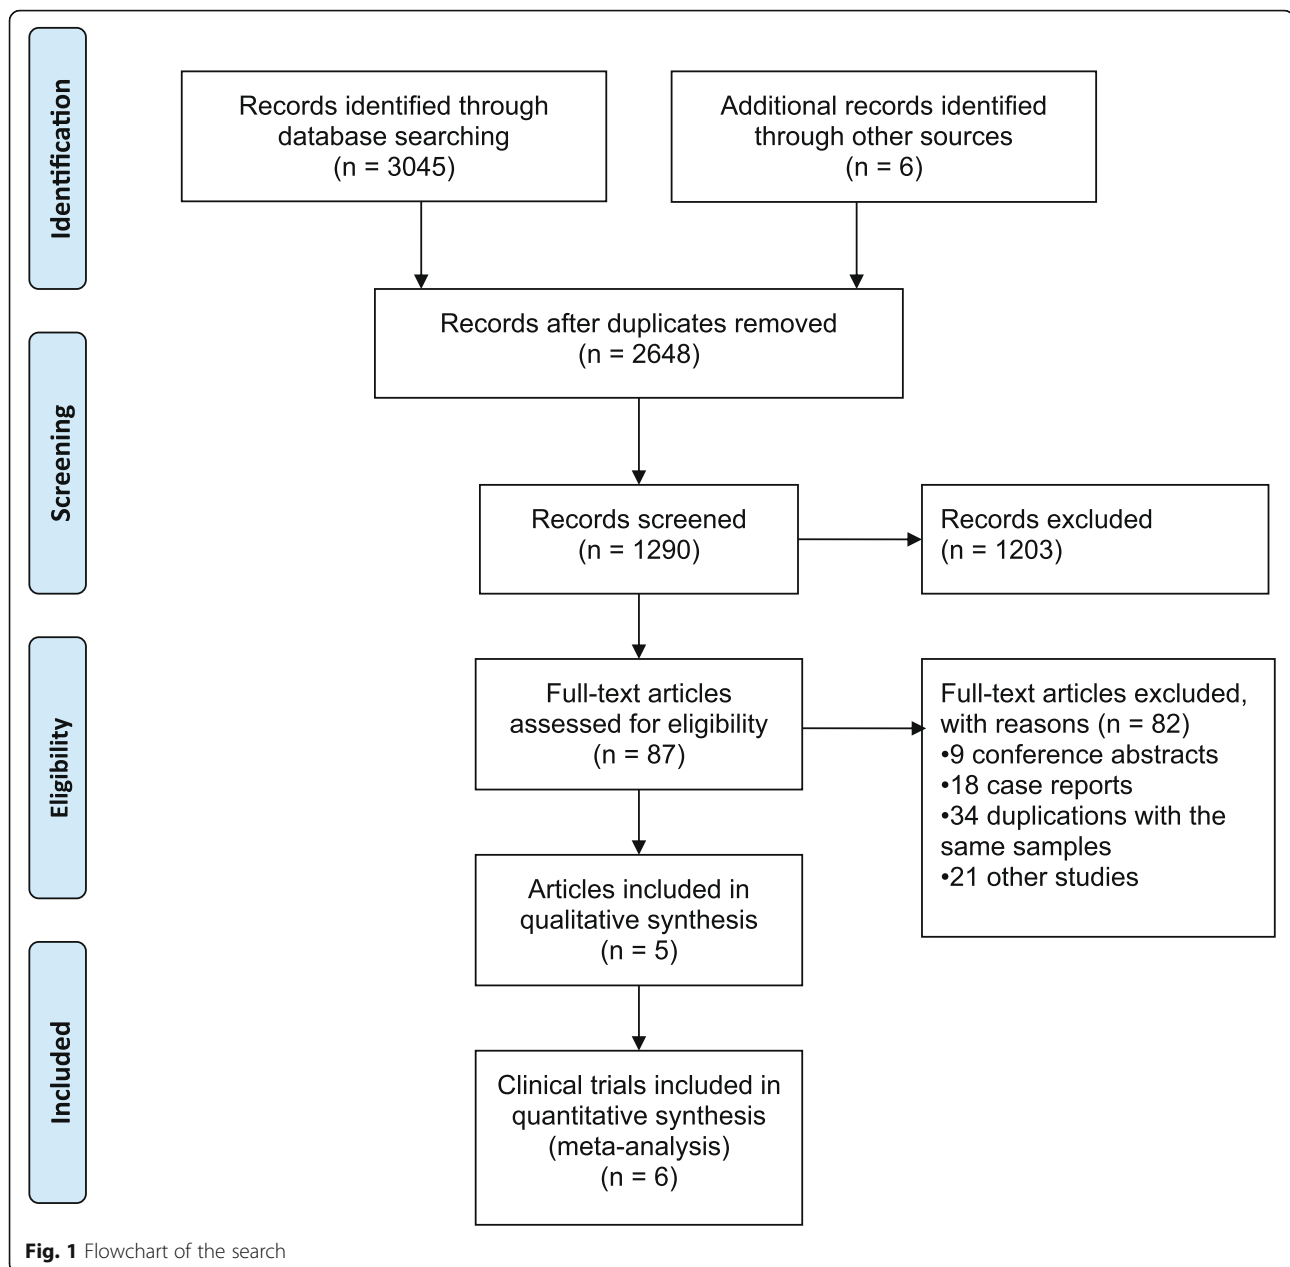 Identification
Records identified through
database searching
(n = 3045)
Additional records identified
through other sources
(n = 6)
Records after duplicates removed
(n = 2648)
Screening
Records screened
(n = 1290)
Records excluded
(n = 1203)
Eligibility
Full-text articles
assessed for eligibility
(n = 87)
Full-text articles excluded,
with reasons (n = 82)
•9 conference abstracts
•18 case reports
•34 duplications with the
same samples
•21 other studies
Articles included in
qualitative synthesis
(n = 5)
Included
Clinical trials included in
quantitative synthesis
(meta-analysis)
(n = 6)
Fig. 1 Flowchart of the search